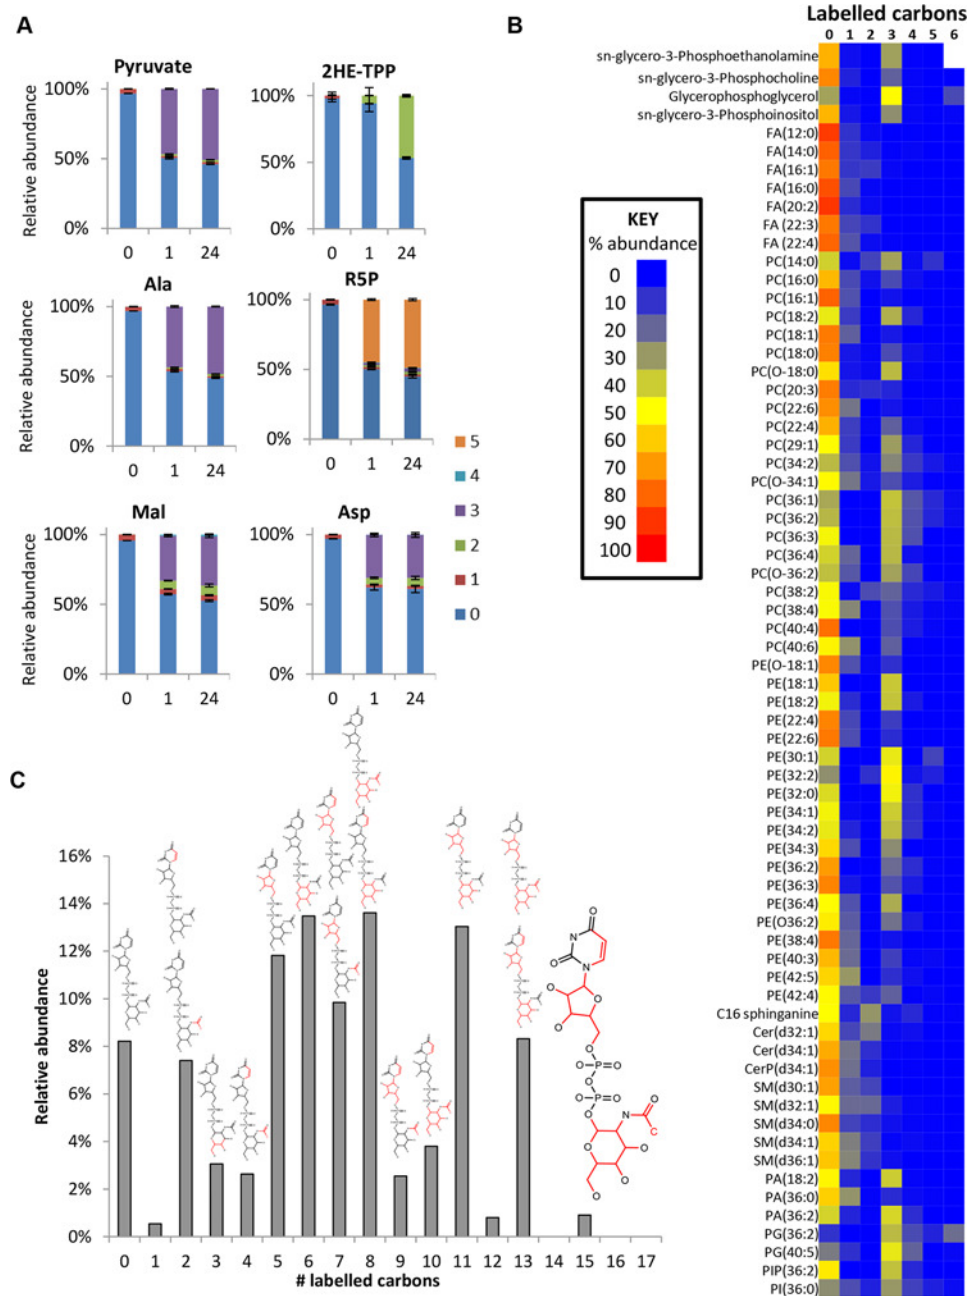 A
Pyruvate
100%
50%
0%
Relative abundance
0 1 24
2HE-TPP
100%
50%
0%
0 1 24
Ala
100%
50%
0%
Relative abundance
0 1 24
R5P
100%
50%
0%
0 1 24
5
4
3
2
1
0
Mal
100%
50%
0%
Relative abundance
0 1 24
Asp
100%
50%
0%
0 1 24
B
Labelled carbons
0 1 2 3 4 5 6
sn-glycero-3-Phosphoethanolamine
sn-glycero-3-Phosphocholine
Glycerophosphoglycerol
sn-glycero-3-Phosphoinositol
FA(12:0)
FA(14:0)
FA(16:1)
FA(16:0)
FA(20:2)
FA (22:3)
FA (22:4)
PC(14:0)
PC(16:0)
PC(16:1)
PC(18:2)
PC(18:1)
PC(18:0)
PC(O-18:0)
PC(20:3)
PC(22:6)
PC(22:4)
PC(29:1)
PC(34:2)
PC(O-34:1)
PC(36:1)
PC(36:2)
PC(36:3)
PC(36:4)
PC(O-36:2)
PC(38:2)
PC(38:4)
PC(40:4)
PC(40:6)
PE(O-18:1)
PE(18:1)
PE(18:2)
PE(22:4)
PE(22:6)
PE(30:1)
PE(32:2)
PE(32:0)
PE(34:1)
PE(34:2)
PE(34:3)
PE(36:2)
PE(36:3)
PE(36:4)
PE(O36:2)
PE(38:4)
PE(40:3)
PE(42:5)
PE(42:4)
C16 sphinganine
Cer(d32:1)
Cer(d34:1)
CerP(d34:1)
SM(d30:1)
SM(d32:1)
SM(d34:0)
SM(d34:1)
SM(d36:1)
PA(18:2)
PA(36:0)
PA(36:2)
PG(36:2)
PG(40:5)
PIP(36:2)
PI(36:0)
KEY
% abundance
0
10
20
30
40
50
60
70
80
90
100
C
16%
14%
12%
10%
8%
6%
4%
2%
0%
Relative abundance
0 1 2 3 4 5 6 7 8 9 10 11 12 13 14 15 16 17
# labelled carbons
O
N
O
N
O
O
O
O
O P O
O
O P O
O
N
O
C
O
O
O
O